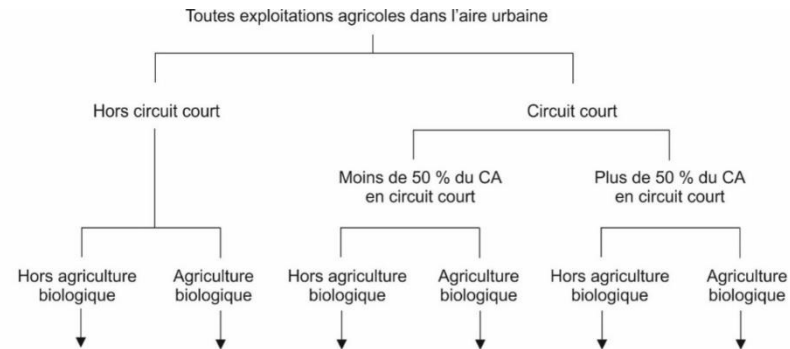 Toutes exploitations agricoles dans l'aire urbaine
Hors circuit court
Circuit court
Moins de 50 % du CA
en circuit court
Plus de 50 % du CA
en circuit court
Hors agriculture
biologique
Agriculture
biologique
Hors agriculture
biologique
Agriculture
biologique
Hors agriculture
biologique
Agriculture
biologique